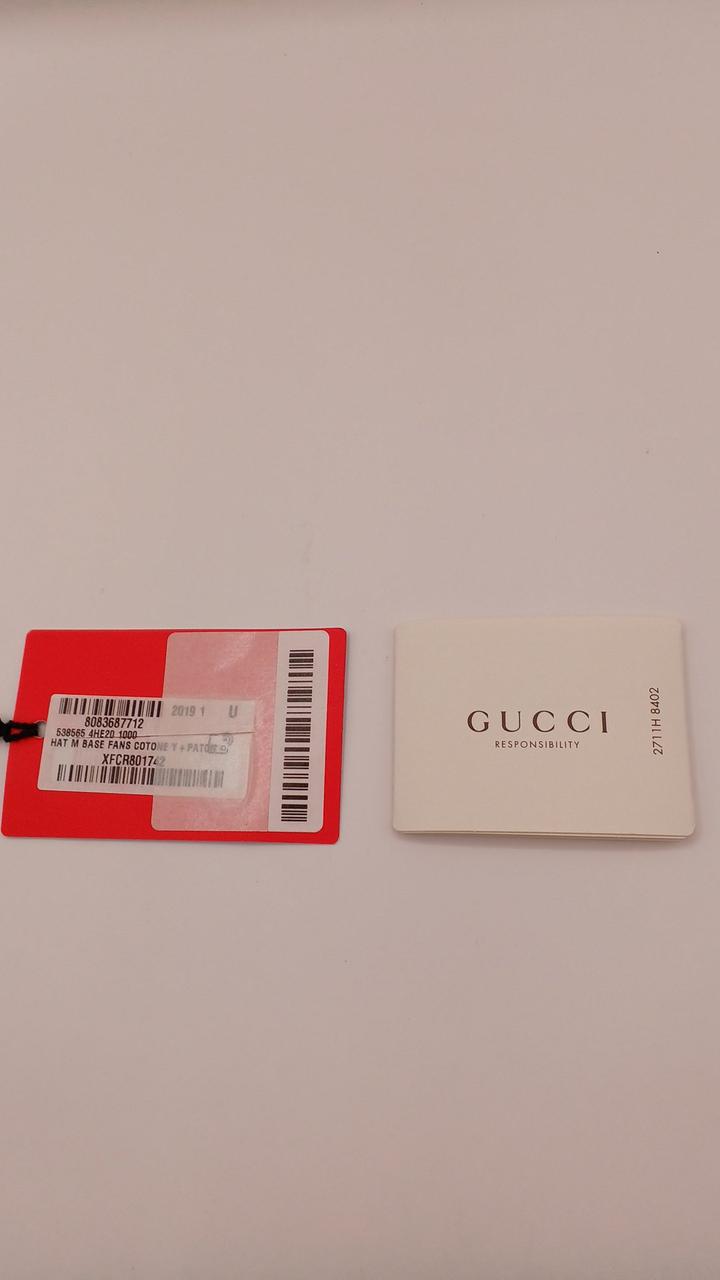 8083687712
2019 1
U
538565 4HE20 1000
HAT M BASE FANS COTONE Y +
XFCR801742
GUCCI
RESPONSIBILITY
2711H 8402